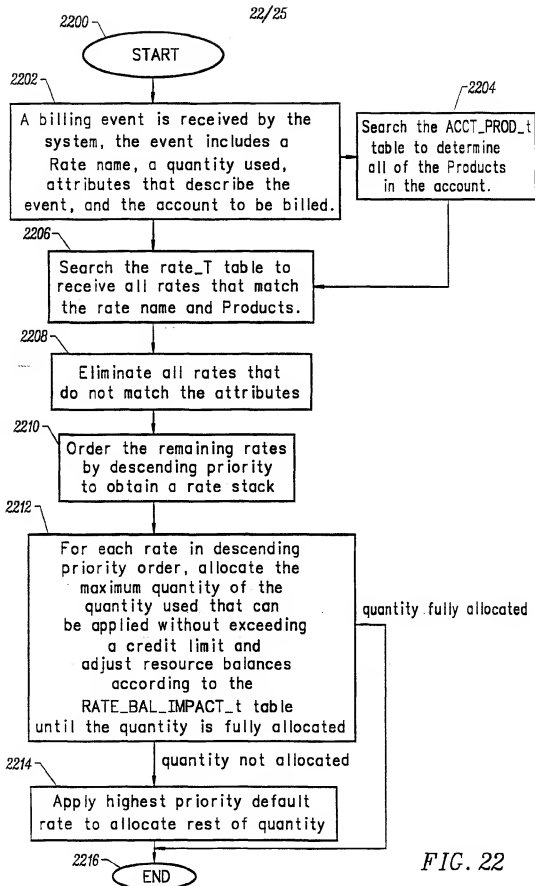 22/25
2200
START
2202
A billing event is received by the
system, the event includes a
Rate name, a quantity used,
attributes that describe the
event, and the account to be billed.
2204
Search the ACCT_PROD_t
table to determine
all of the Products
in the account.
2206
Search the rate_T table to
receive all rates that match
the rate name and Products.
2208
Eliminate all rates that
do not match the attributes
2210
Order the remaining rates
by descending priority
to obtain a rate stack
2212
For each rate in descending
priority order, allocate the
maximum quantity of the
quantity used that can
be applied without exceeding
a credit limit and
adjust resource balances
according to the
RATE_BAL_IMPACT_t table
until the quantity is fully allocated
quantity fully allocated
quantity not allocated
2214
Apply highest priority default
rate to allocate rest of quantity
2216
END
FIG. 22